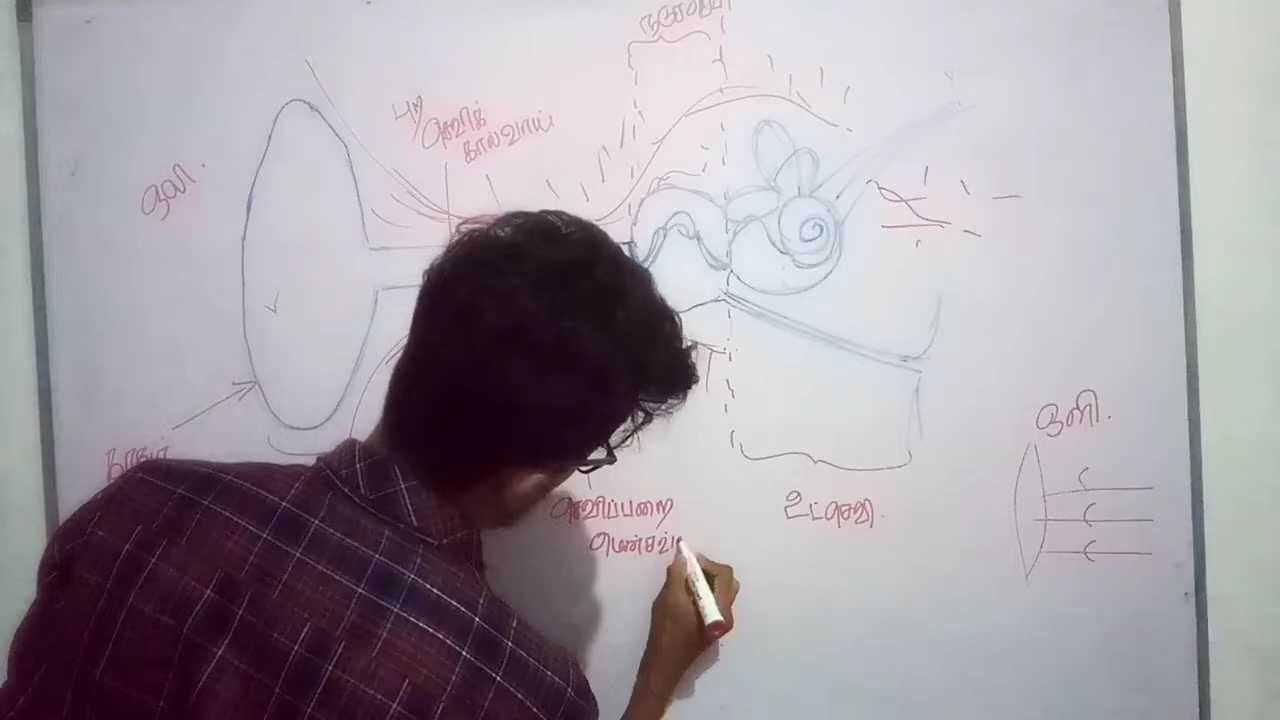 நடுச்செவி
புற
செவிக்
கால்வாய்
ஒலி.
ஒளி.
செவிப்பறை
மென்சவ்
உட்செவி.